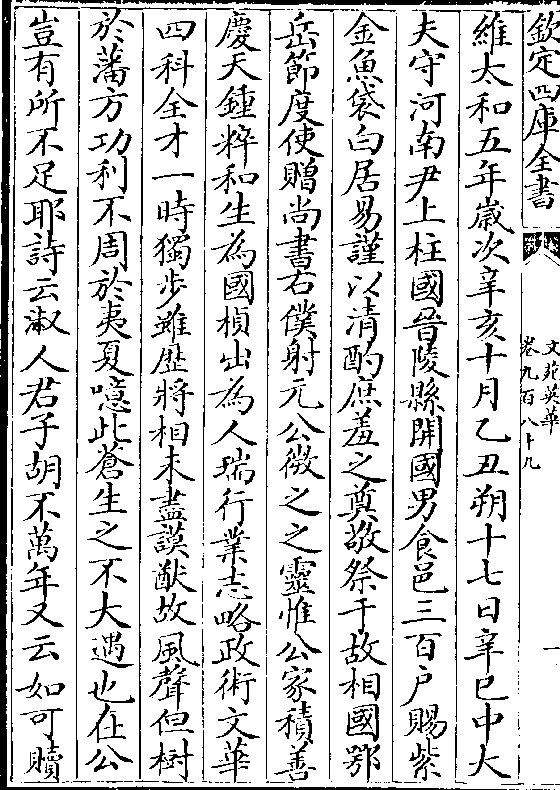 欽定四庫全書
文苑英華
卷九百八十九
一
維太和五年嵗次辛亥十月乙丑朔十七日辛巳中大
夫守河南尹上柱國晉陵縣開國男食邑三百户賜紫
金魚袋白居易謹以清酌庶羞之奠敬祭于故相國鄂
岳節度使贈尚書右僕射元公㣲之之靈惟公家積善
慶天鍾粹和生為國楨出為人瑞行業志略政術文華
四科全才一時獨步雖歴將相未盡謨猷故風聲但樹
於藩方功利不周於夷夏噫此蒼生之不大遇也在公
豈有所不足耶詩云淑人君子胡不萬年又云如可贖